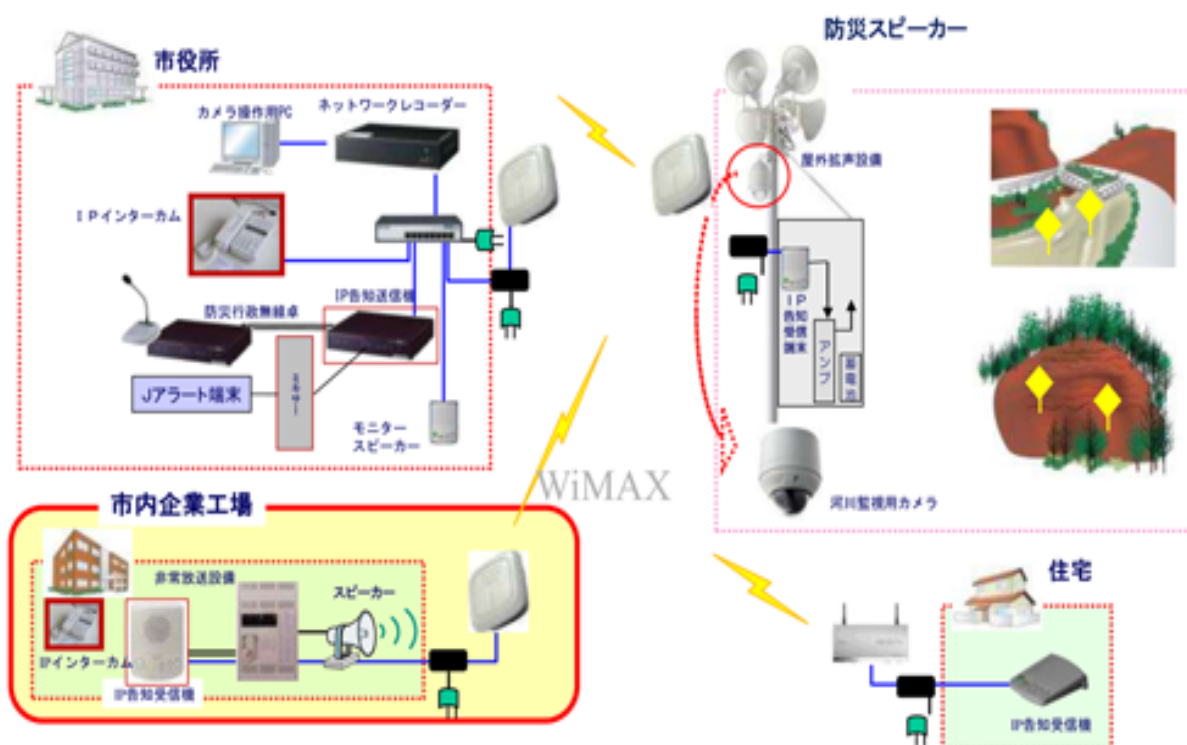 市役所
カメラ操作用PC
ネットワークレコーダー
IPインターカム
防災行政無線卓
IP告知送信機
Jアラート端末
ミキサー
モニター
スピーカー
防災スピーカー
屋外拡声設備
IP
告知
受信
端末
アンプ
蓄電池
河川監視用カメラ
WiMAX
市内企業工場
非常放送設備
スピーカー
IPインターカム
IP告知受信機
住宅
IP告知受信機